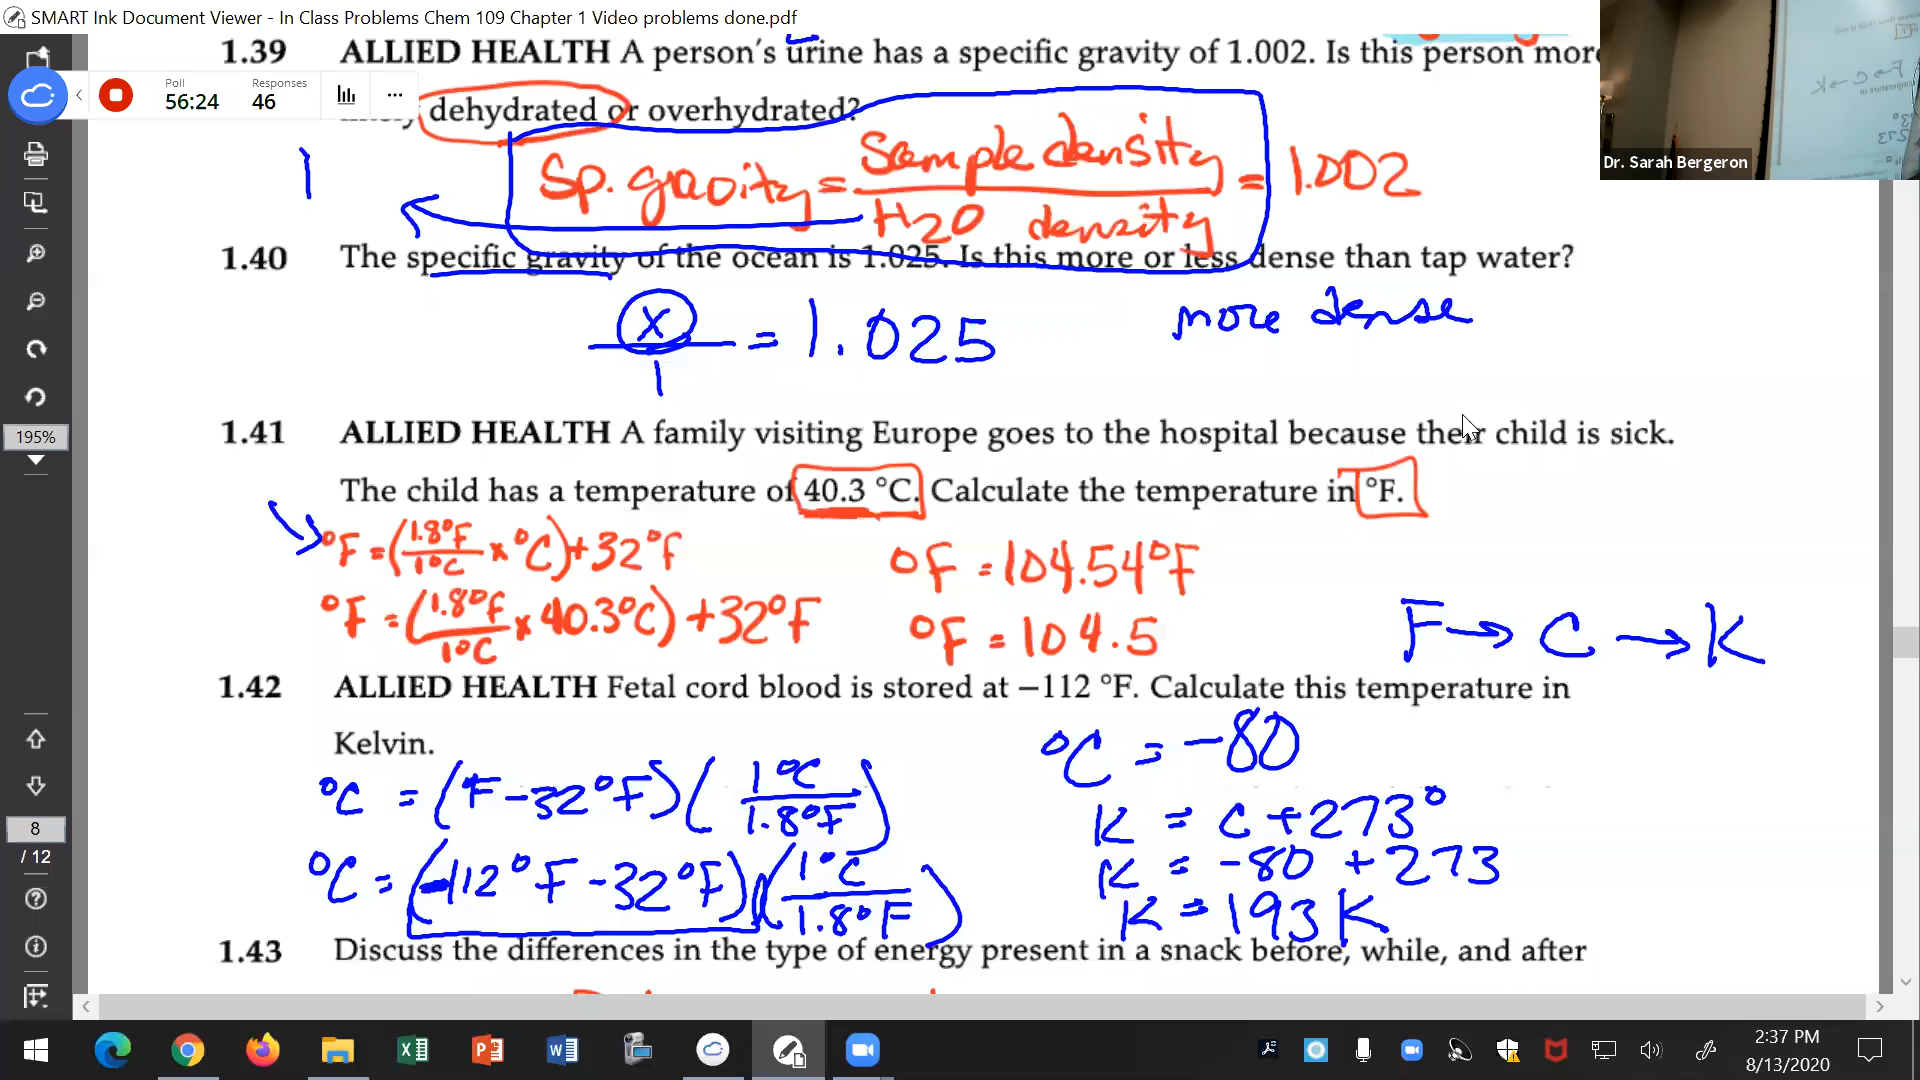 SMART Ink Document Viewer - In Class Problems Chem 109 Chapter 1 Video problems done.pdf
1.39 ALLIED HEALTH A person's urine has a specific gravity of 1.002. Is this person more
dehydrated or overhydrated?
Poll
56:24
Responses
46
Dr. Sarah Bergeron
1
Sp. gravity = Sample density / H2O density = 1.002
1.40 The specific gravity of the ocean is 1.025. Is this more or less dense than tap water?
x / 1 = 1.025
more dense
1.41 ALLIED HEALTH A family visiting Europe goes to the hospital because their child is sick.
The child has a temperature of 40.3 °C. Calculate the temperature in °F.
°F = (1.8°F / 1°C × °C) + 32°F
°F = 104.54°F
°F = (1.8°F / 1°C × 40.3°C) + 32°F
°F = 104.5
F → C → K
1.42 ALLIED HEALTH Fetal cord blood is stored at −112 °F. Calculate this temperature in
Kelvin.
°C = -80
°C = (F - 32°F) (1°C / 1.8°F)
K = C + 273°
°C = (-112°F - 32°F) (1°C / 1.8°F)
K = -80 + 273
K = 193 K
1.43 Discuss the differences in the type of energy present in a snack before, while, and after
195%
8
/ 12
2:37 PM
8/13/2020